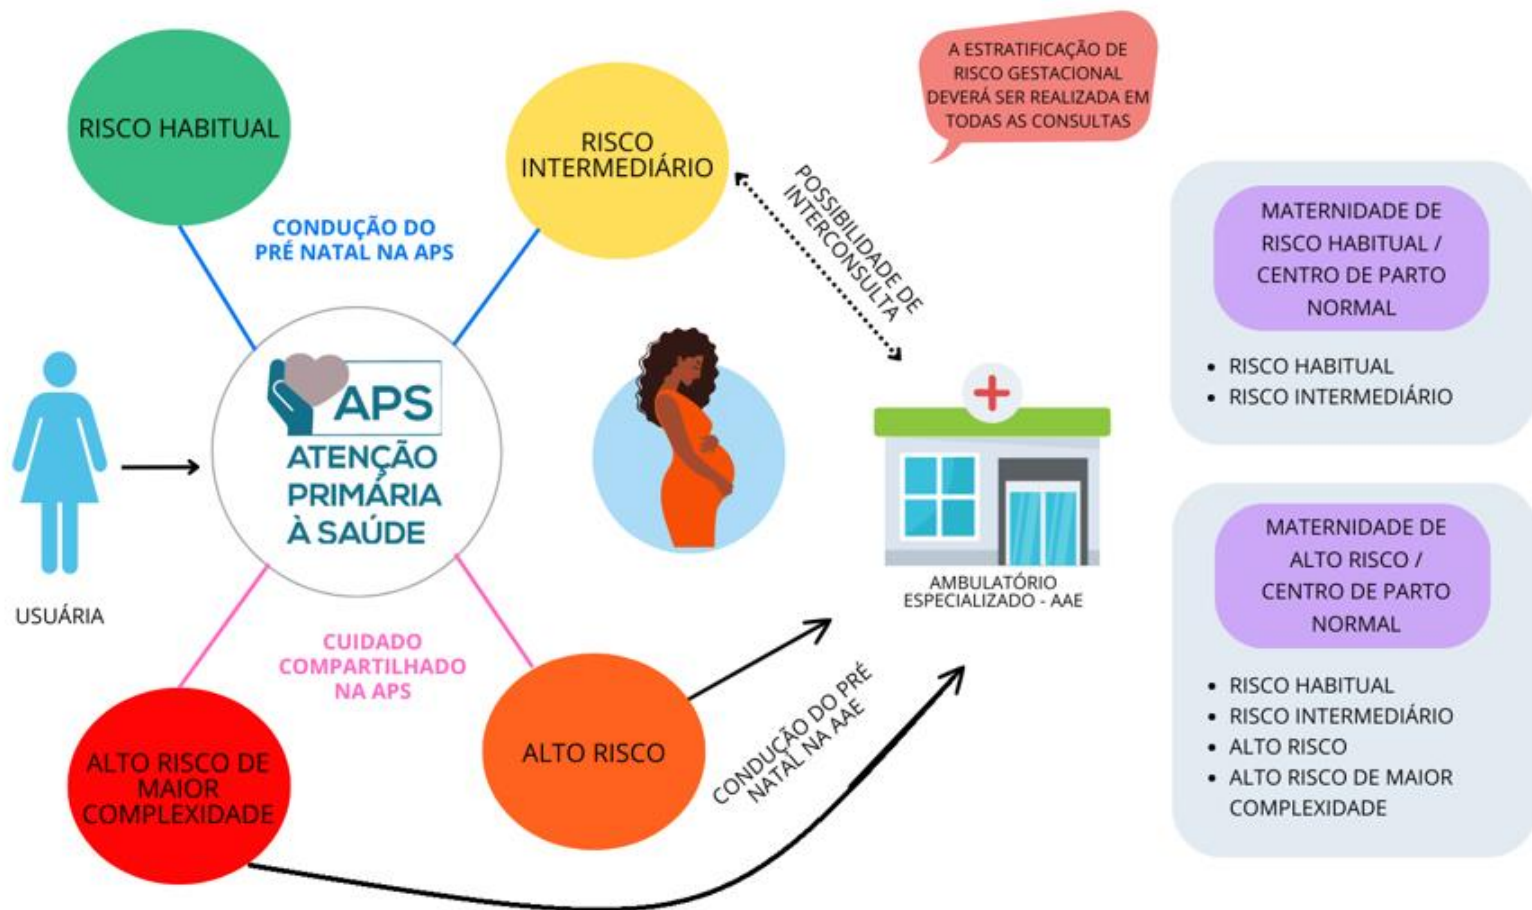 RISCO HABITUAL
RISCO
INTERMEDIÁRIO
A ESTRATIFICAÇÃO DE
RISCO GESTACIONAL
DEVERÁ SER REALIZADA EM
TODAS AS CONSULTAS
CONDUÇÃO DO
PRÉ NATAL NA APS
POSSIBILIDADE DE
INTERCONSULTA
USUÁRIA
APS
ATENÇÃO
PRIMÁRIA
À SAÚDE
AMBULATÓRIO
ESPECIALIZADO - AAE
CUIDADO
COMPARTILHADO
NA APS
ALTO RISCO DE
MAIOR
COMPLEXIDADE
ALTO RISCO
CONDUÇÃO DO PRÉ
NATAL NA AAE
MATERNIDADE DE
RISCO HABITUAL /
CENTRO DE PARTO
NORMAL
• RISCO HABITUAL
• RISCO INTERMEDIÁRIO
MATERNIDADE DE
ALTO RISCO /
CENTRO DE PARTO
NORMAL
• RISCO HABITUAL
• RISCO INTERMEDIÁRIO
• ALTO RISCO
• ALTO RISCO DE MAIOR
COMPLEXIDADE